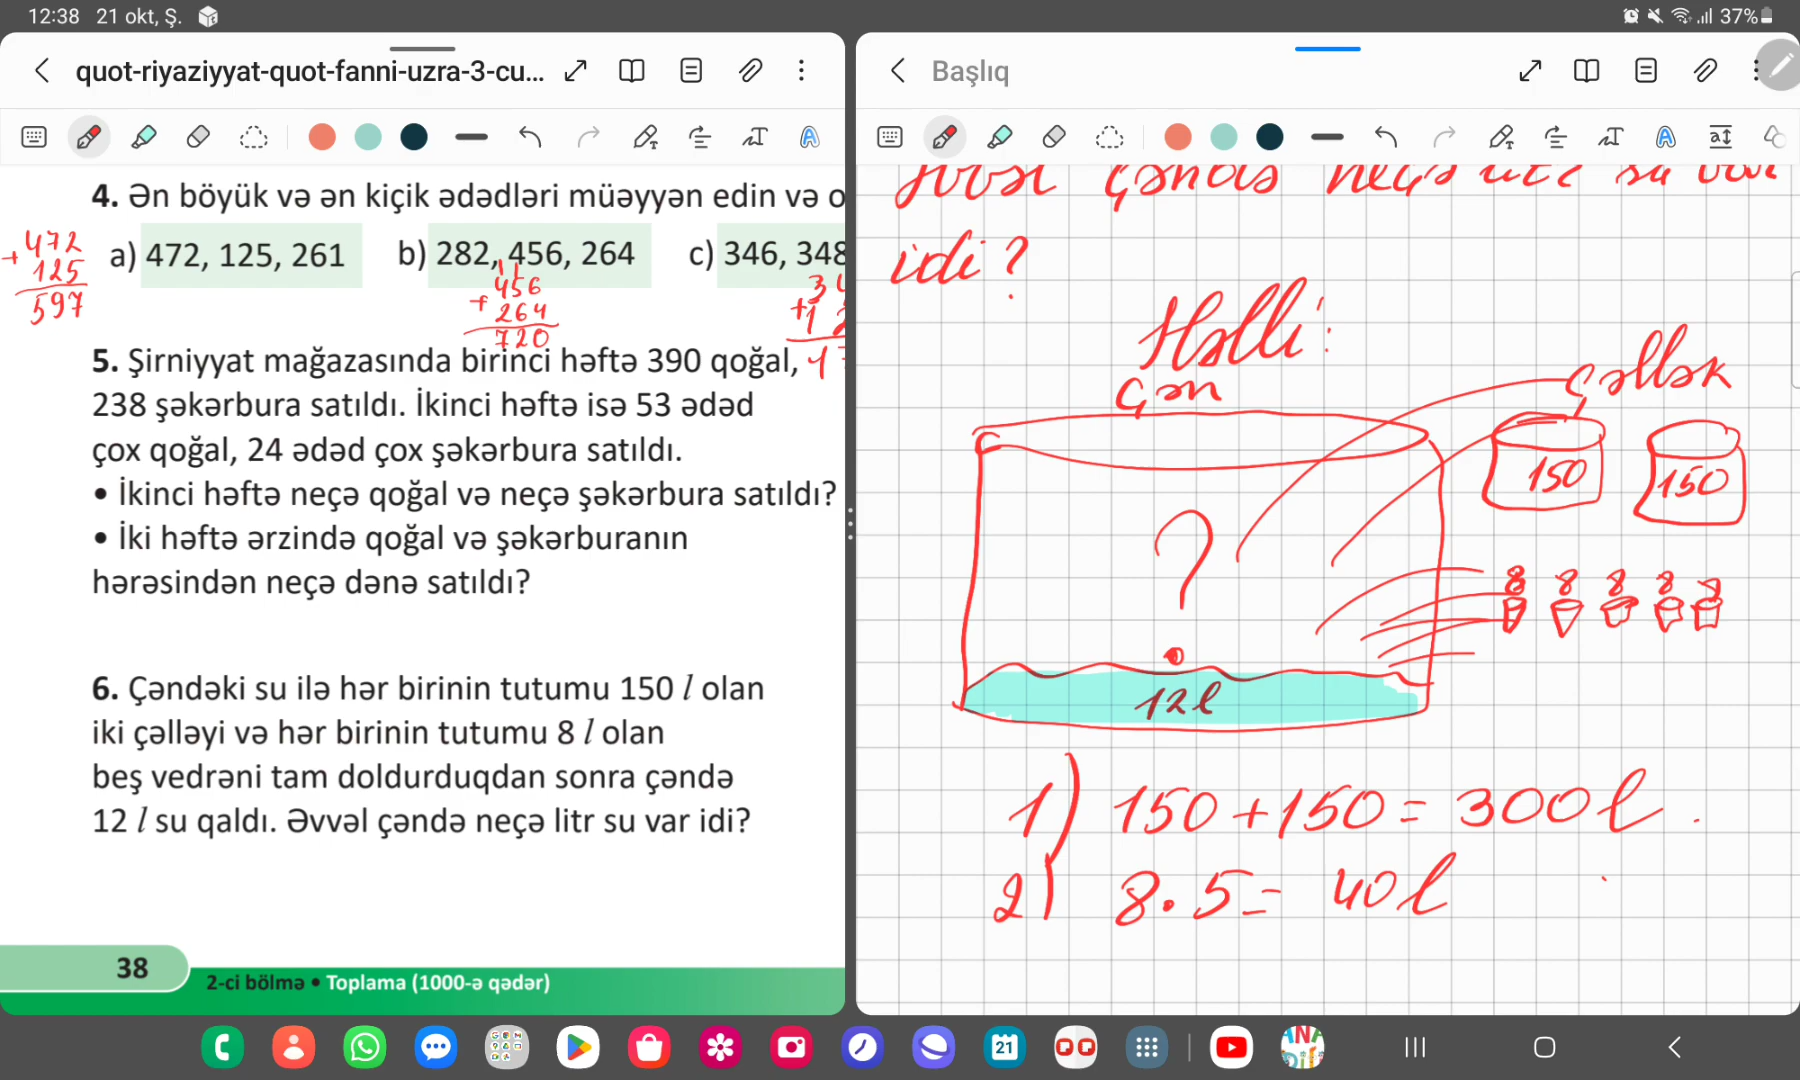 12:38 21 okt, Ş.
37%
quot-riyaziyyat-quot-fanni-uzra-3-cu...
4. Ən böyük və ən kiçik ədədləri müəyyən edin və o
a) 472, 125, 261 b) 282, 456, 264 c) 346, 348
472
+ 125
597
11
456
+ 264
720
5. Şirniyyat mağazasında birinci həftə 390 qoğal,
238 şəkərbura satıldı. İkinci həftə isə 53 ədəd
çox qoğal, 24 ədəd çox şəkərbura satıldı.
• İkinci həftə neçə qoğal və neçə şəkərbura satıldı?
• İki həftə ərzində qoğal və şəkərburanın
hərəsindən neçə dənə satıldı?
6. Çəndəki su ilə hər birinin tutumu 150 l olan
iki çəlləyi və hər birinin tutumu 8 l olan
beş vedrəni tam doldurduqdan sonra çəndə
12 l su qaldı. Əvvəl çəndə neçə litr su var idi?
38
2-ci bölmə • Toplama (1000-ə qədər)
Başlıq
çəndə neçə su
idi?
Həlli:
Çən
Çəllək
150 150
?
8 8 8 8 8
12l
1) 150+150=300l.
2) 8·5= 40l
21